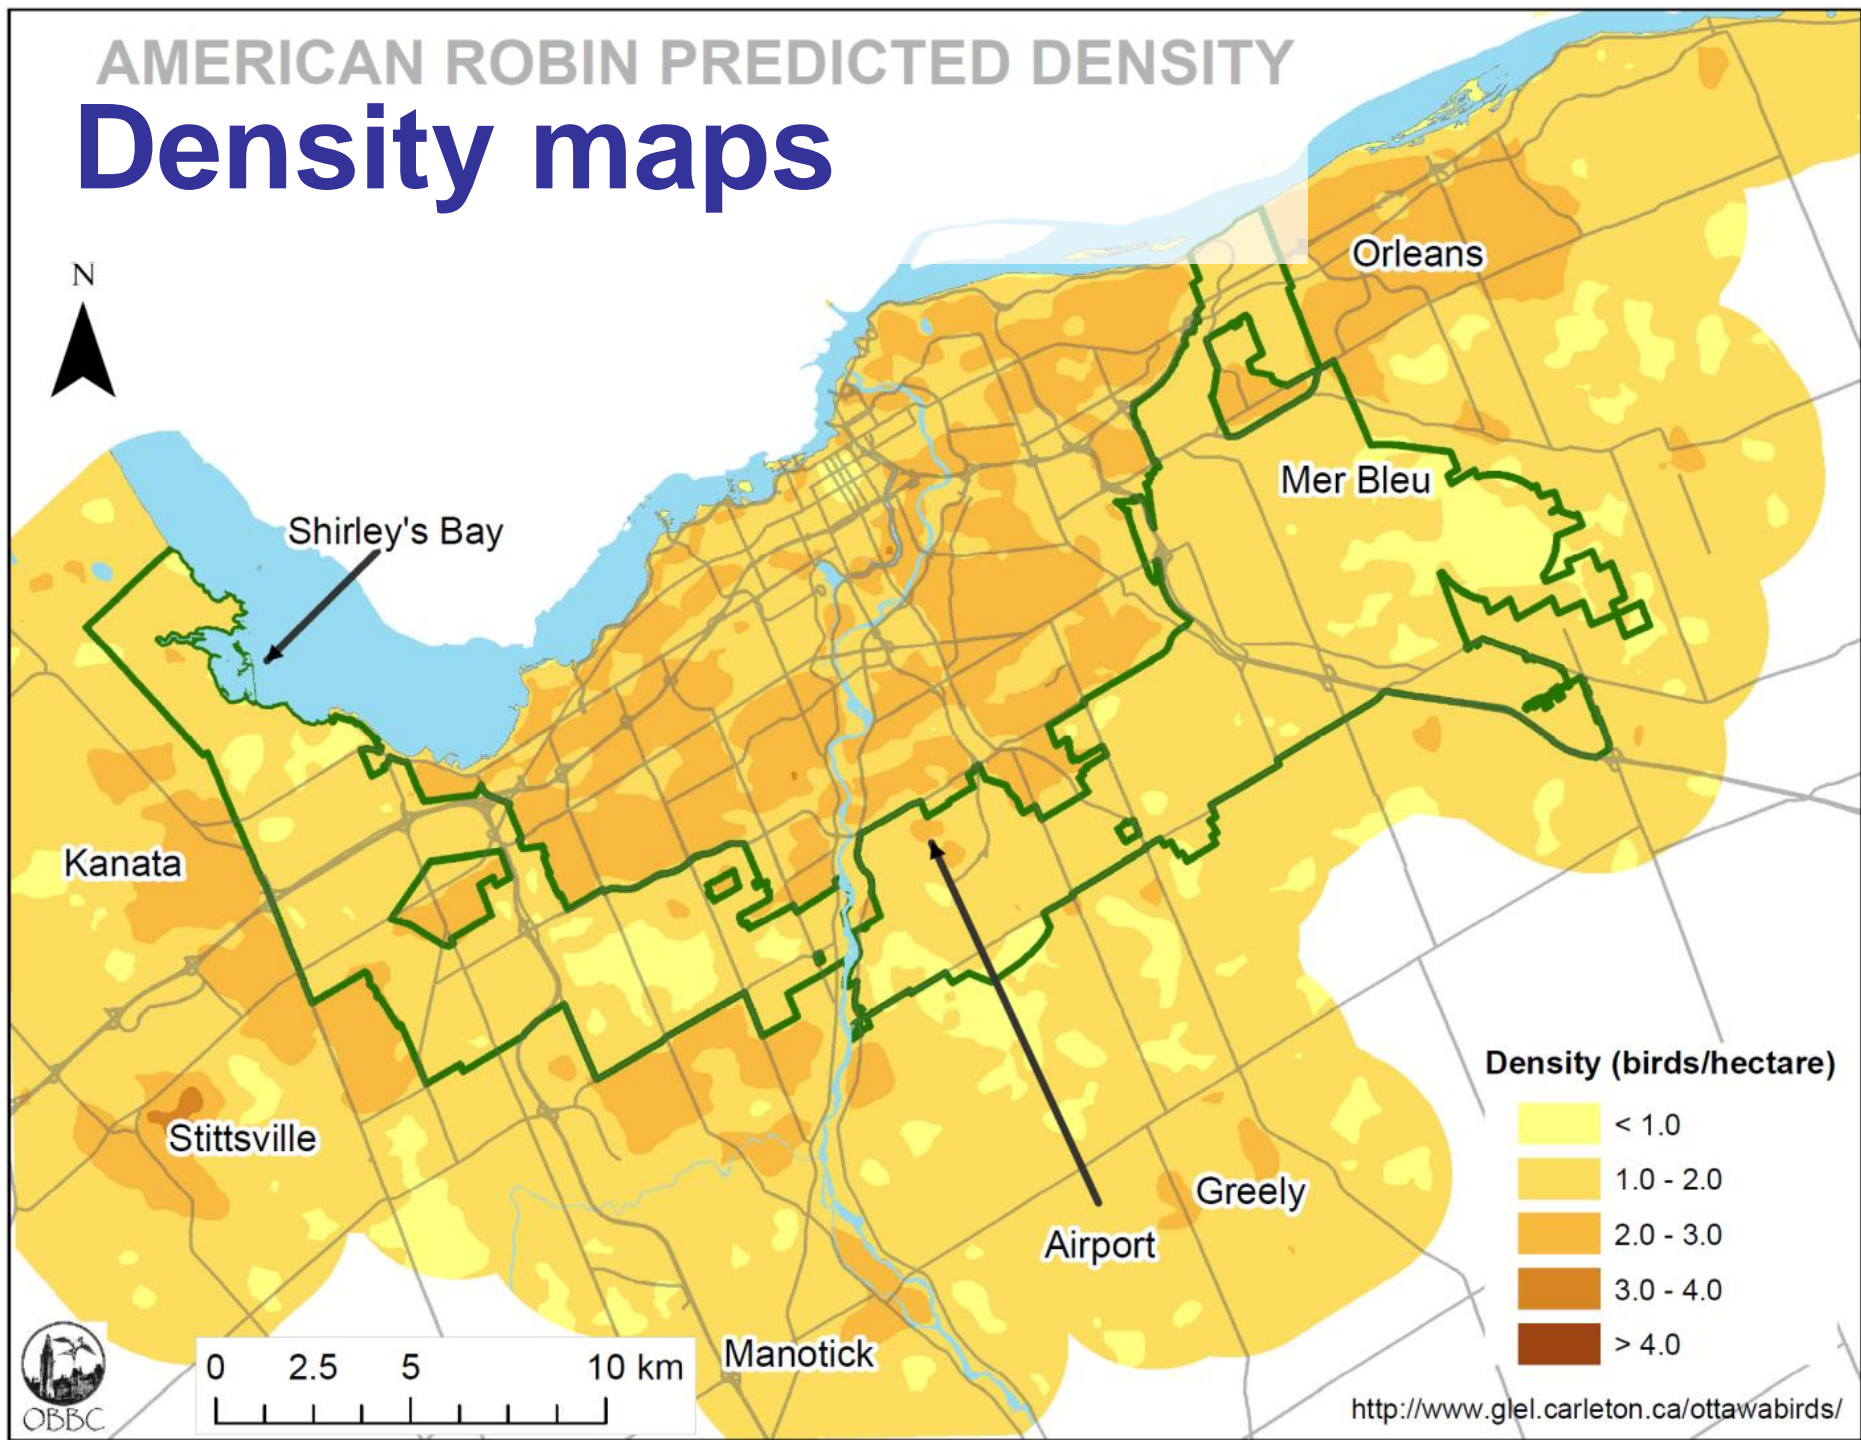 AMERICAN ROBIN PREDICTED DENSITY
Density maps
N
Orleans
Mer Bleu
Shirley's Bay
Kanata
Stittsville
Greely
Airport
Manotick
Density (birds/hectare)
< 1.0
1.0 - 2.0
2.0 - 3.0
3.0 - 4.0
> 4.0
0 2.5 5 10 km
OBBC
http://www.glel.carleton.ca/ottawabirds/